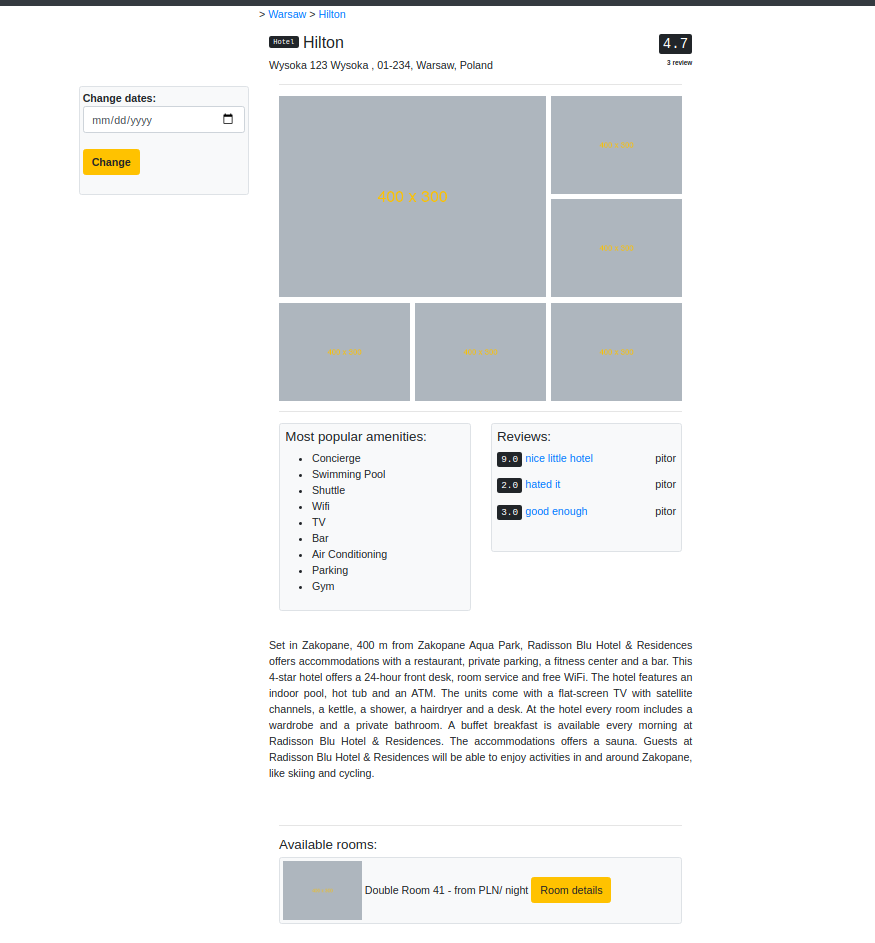 > Warsaw > Hilton
Hotel Hilton
4.7
Wysoka 123 Wysoka , 01-234, Warsaw, Poland
3 review
Change dates:
mm/dd/yyyy
Change
400 x 300
Most popular amenities:
Concierge
Swimming Pool
Shuttle
Wifi
TV
Bar
Air Conditioning
Parking
Gym
Reviews:
9.0 nice little hotel pitor
2.0 hated it pitor
3.0 good enough pitor
Set in Zakopane, 400 m from Zakopane Aqua Park, Radisson Blu Hotel & Residences
offers accommodations with a restaurant, private parking, a fitness center and a bar. This
4-star hotel offers a 24-hour front desk, room service and free WiFi. The hotel features an
indoor pool, hot tub and an ATM. The units come with a flat-screen TV with satellite
channels, a kettle, a shower, a hairdryer and a desk. At the hotel every room includes a
wardrobe and a private bathroom. A buffet breakfast is available every morning at
Radisson Blu Hotel & Residences. The accommodations offers a sauna. Guests at
Radisson Blu Hotel & Residences will be able to enjoy activities in and around Zakopane,
like skiing and cycling.
Available rooms:
Double Room 41 - from PLN/ night Room details